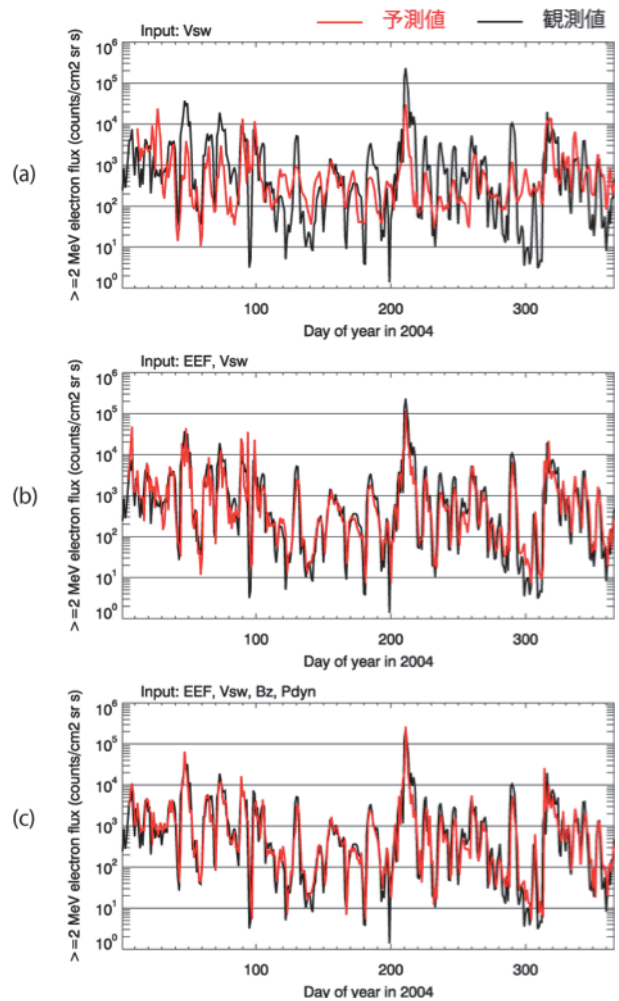 予測値 観測値
Input: Vsw
(a)
> =2 MeV electron flux (counts/cm2 sr s)
10^6
10^5
10^4
10^3
10^2
10^1
10^0
100 200 300
Day of year in 2004
Input: EEF, Vsw
(b)
> =2 MeV electron flux (counts/cm2 sr s)
10^6
10^5
10^4
10^3
10^2
10^1
10^0
100 200 300
Day of year in 2004
Input: EEF, Vsw, Bz, Pdyn
(c)
> =2 MeV electron flux (counts/cm2 sr s)
10^6
10^5
10^4
10^3
10^2
10^1
10^0
100 200 300
Day of year in 2004